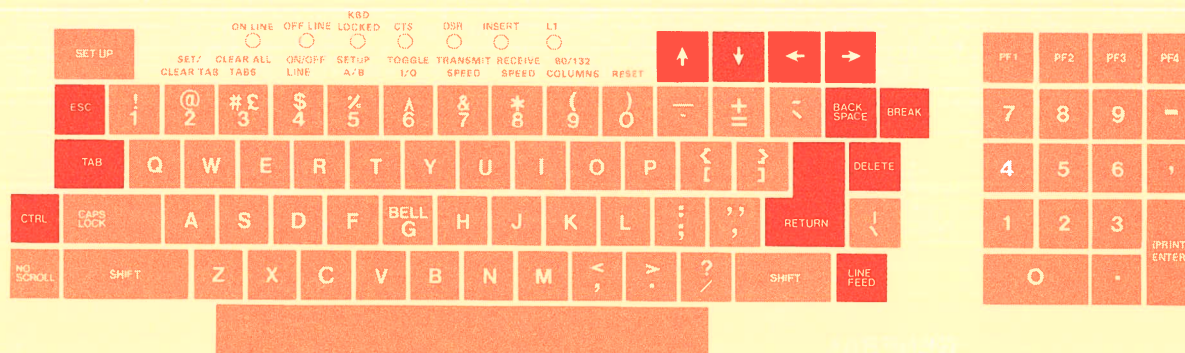 KBD
ON LINE OFF LINE LOCKED CTS DSR INSERT L1
SET UP
SET/ CLEAR ALL ON/OFF SETUP TOGGLE TRANSMIT RECEIVE 80/132
CLEAR TAB TABS LINE A/B I/O SPEED SPEED COLUMNS RESET
↑ ↓ ← →
PF1 PF2 PF3 PF4
ESC ! @ # £ $ % ^ & * ( ) — + ~ BACK BREAK
1 2 3 4 5 6 7 8 9 0 - = ` SPACE
7 8 9 -
TAB Q W E R T Y U I O P { } DELETE
[ ]
4 5 6 ,
CTRL CAPS A S D F BELL H J K L : " RETURN |
LOCK G ; ' \
1 2 3
NO SHIFT Z X C V B N M < > ? SHIFT LINE
SCROLL , . / FEED
0 . (PRINT
ENTER